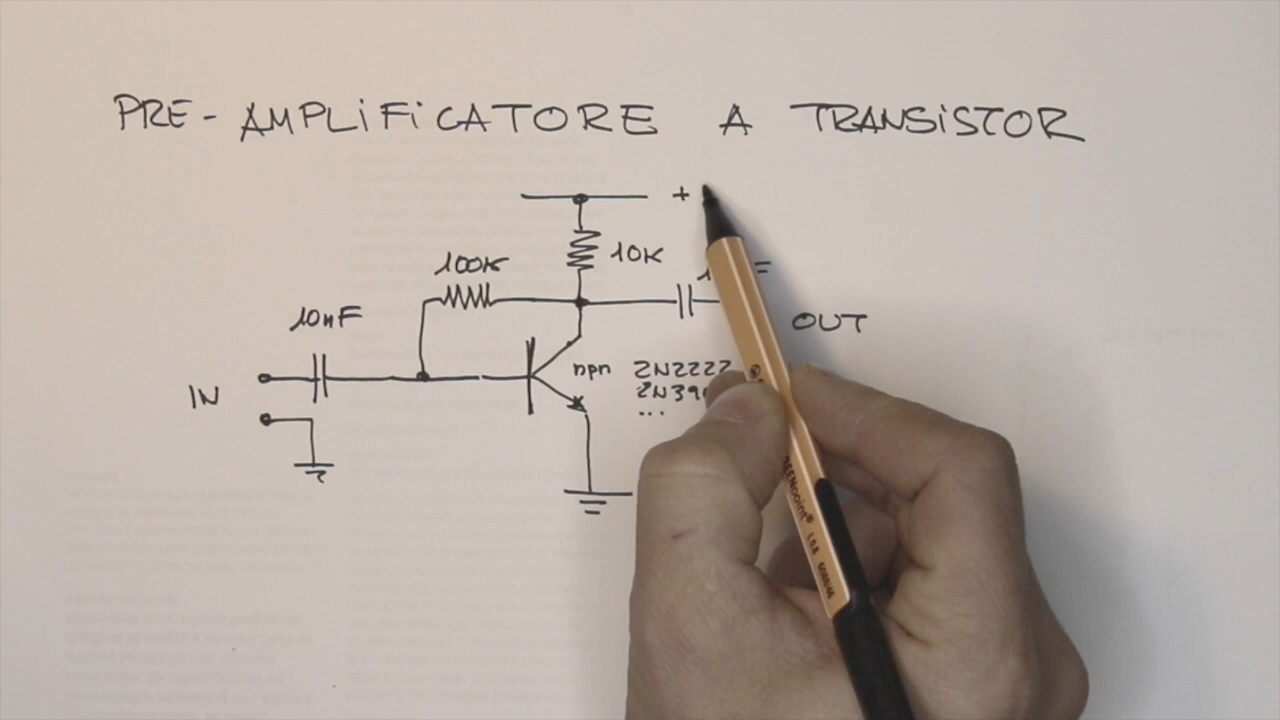 PRE-AMPLiFiCATORE A TRANSiSTOR
+
10K
100K
10nF
OUT
IN
npn 2N2222
...